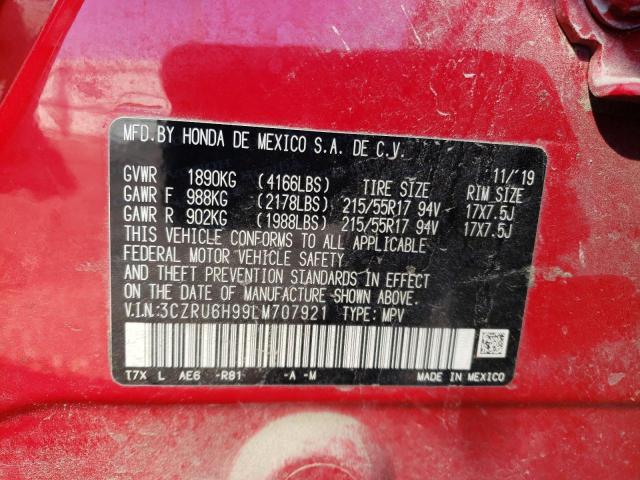 MFD.BY HONDA DE MEXICO S.A. DE C.V.
11/'19
GVWR 1890KG (4166LBS) TIRE SIZE RIM SIZE
GAWR F 988KG (2178LBS) 215/55R17 94V 17X7.5J
GAWR R 902KG (1988LBS) 215/55R17 94V 17X7.5J
THIS VEHICLE CONFORMS TO ALL APPLICABLE
FEDERAL MOTOR VEHICLE SAFETY
AND THEFT PREVENTION STANDARDS IN EFFECT
ON THE DATE OF MANUFACTURE SHOWN ABOVE.
V.I.N:3CZRU6H99LM707921 TYPE: MPV
T7X L AE6 -R81 -A -M MADE IN MEXICO